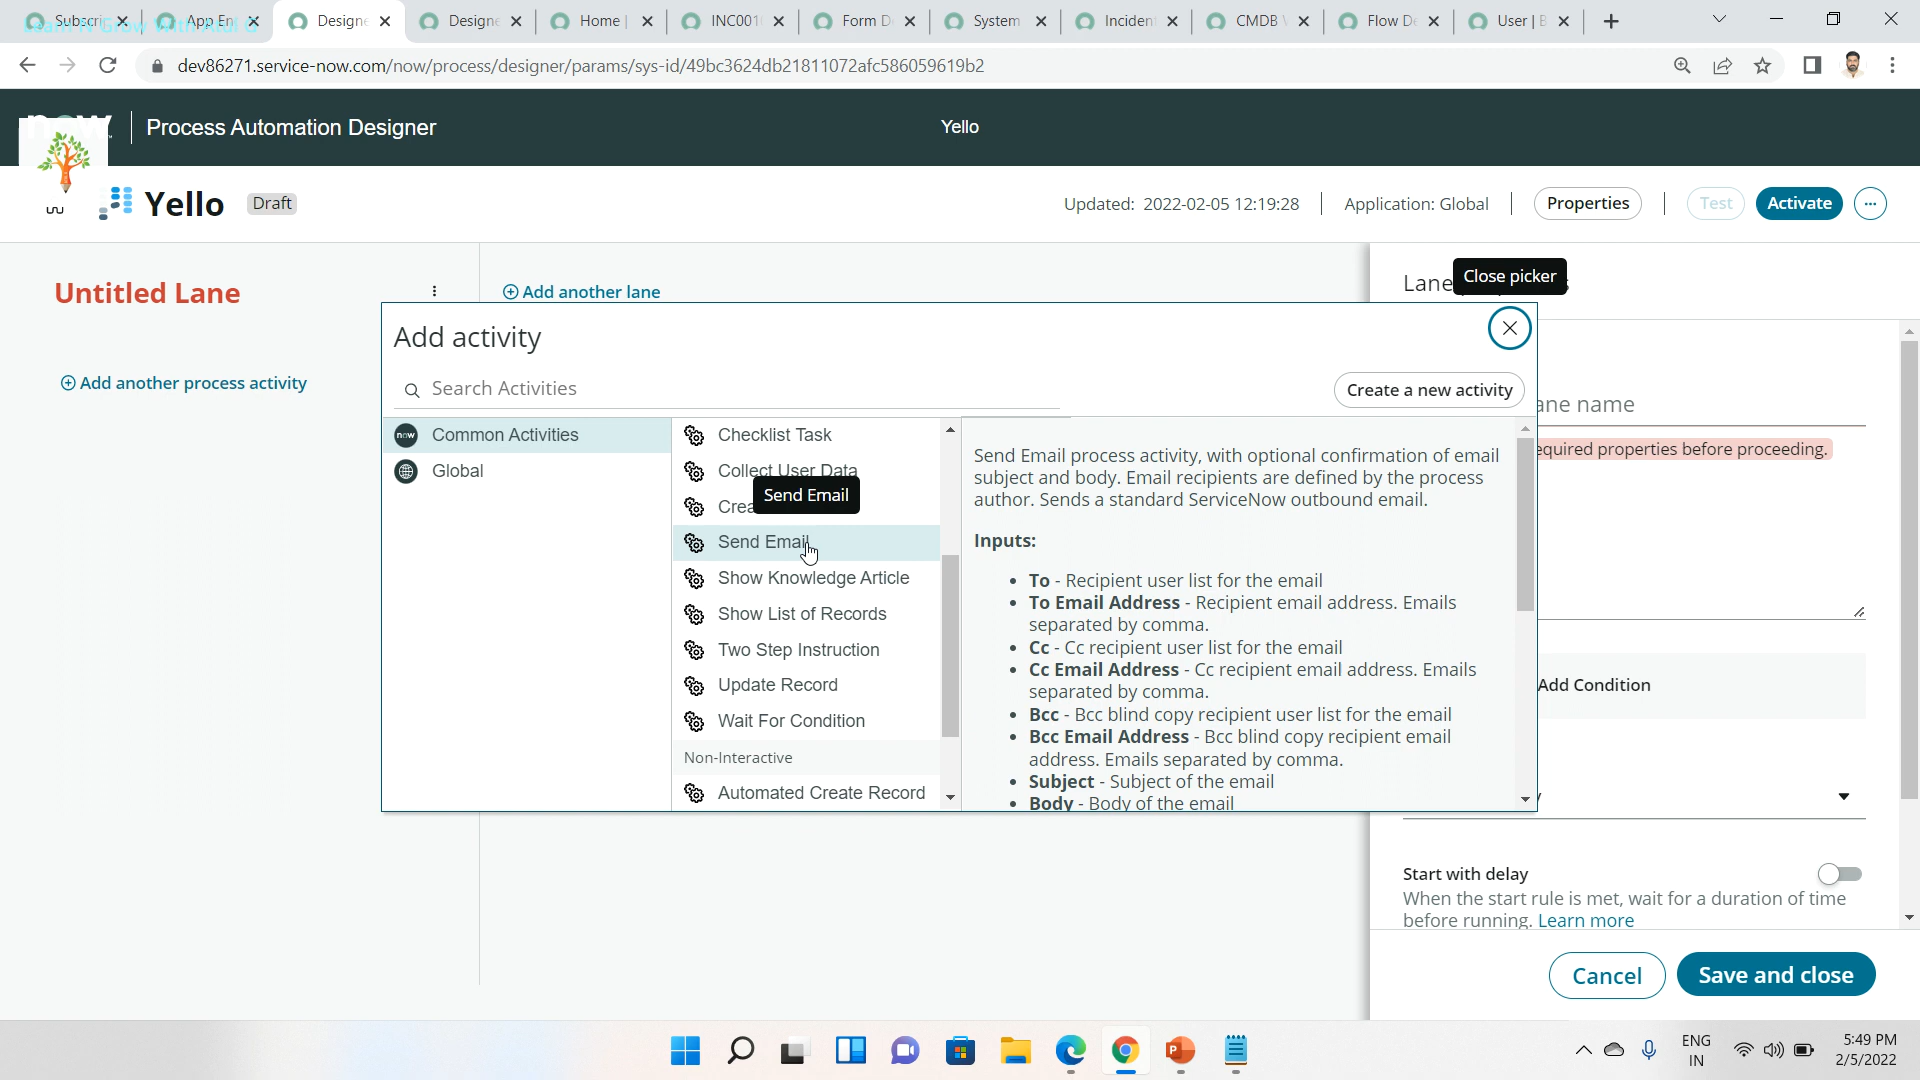 Subscri
App En
Designe
Designe
Home |
INC001
Form D
System
Inciden
CMDB
Flow De
User | B
Learn N Grow With Atul G
dev86271.service-now.com/now/process/designer/params/sys-id/49bc3624db21811072afc586059619b2
now
Process Automation Designer
Yello
Yello
Draft
Updated: 2022-02-05 12:19:28
Application: Global
Properties
Test
Activate
Untitled Lane
Add another lane
Close picker
Add activity
Add another process activity
Search Activities
Create a new activity
ane name
now
Common Activities
Global
Checklist Task
Collect User Data
Crea
Send Email
Send Email
Show Knowledge Article
Show List of Records
Two Step Instruction
Update Record
Wait For Condition
Non-Interactive
Automated Create Record
Send Email process activity, with optional confirmation of email
subject and body. Email recipients are defined by the process
author. Sends a standard ServiceNow outbound email.
Inputs:
• To - Recipient user list for the email
• To Email Address - Recipient email address. Emails
separated by comma.
• Cc - Cc recipient user list for the email
• Cc Email Address - Cc recipient email address. Emails
separated by comma.
• Bcc - Bcc blind copy recipient user list for the email
• Bcc Email Address - Bcc blind copy recipient email
address. Emails separated by comma.
• Subject - Subject of the email
• Body - Body of the email
equired properties before proceeding.
Add Condition
Start with delay
When the start rule is met, wait for a duration of time
before running. Learn more
Cancel
Save and close
ENG
IN
5:49 PM
2/5/2022